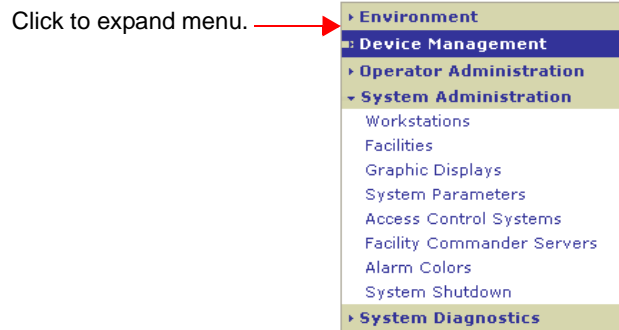 Click to expand menu.
Environment
Device Management
Operator Administration
System Administration
Workstations
Facilities
Graphic Displays
System Parameters
Access Control Systems
Facility Commander Servers
Alarm Colors
System Shutdown
System Diagnostics